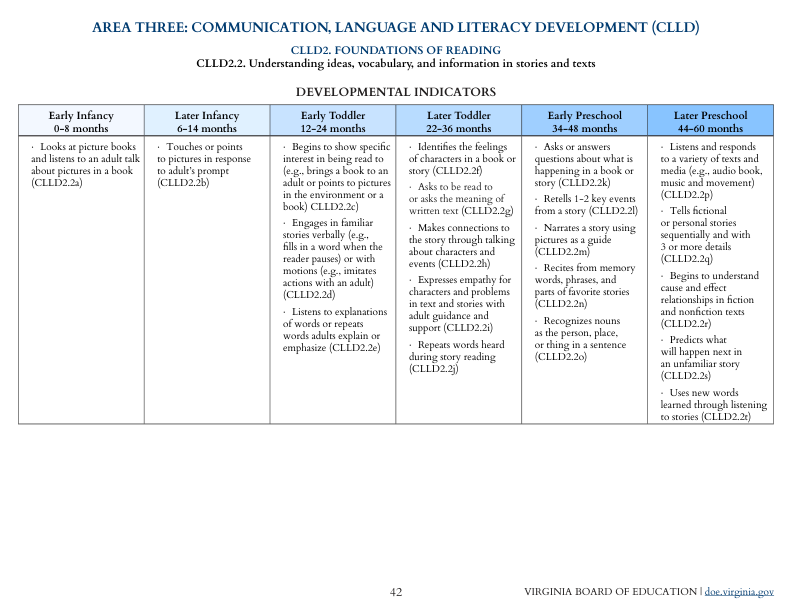 AREA THREE: COMMUNICATION, LANGUAGE AND LITERACY DEVELOPMENT (CLLD)
CLLD2. FOUNDATIONS OF READING
CLLD2.2. Understanding ideas, vocabulary, and information in stories and texts
DEVELOPMENTAL INDICATORS
Early Infancy
0-8 months
Later Infancy
6-14 months
Early Toddler
12-24 months
Later Toddler
22-36 months
Early Preschool
34-48 months
Later Preschool
44-60 months
· Looks at picture books
and listens to an adult talk
about pictures in a book
(CLLD2.2a)
· Touches or points
to pictures in response
to adult's prompt
(CLLD2.2b)
· Begins to show specific
interest in being read to
(e.g., brings a book to an
adult or points to pictures
in the environment or a
book) CLLD2.2c)
· Engages in familiar
stories verbally (e.g.,
fills in a word when the
reader pauses) or with
motions (e.g., imitates
actions with an adult)
(CLLD2.2d)
· Listens to explanations
of words or repeats
words adults explain or
emphasize (CLLD2.2e)
· Identifies the feelings
of characters in a book or
story (CLLD2.2f)
· Asks to be read to
or asks the meaning of
written text (CLLD2.2g)
· Makes connections to
the story through talking
about characters and
events (CLLD2.2h)
· Expresses empathy for
characters and problems
in text and stories with
adult guidance and
support (CLLD2.2i)
· Repeats words heard
during story reading
(CLLD2.2j)
· Asks or answers
questions about what is
happening in a book or
story (CLLD2.2k)
· Retells 1-2 key events
from a story (CLLD2.2l)
· Narrates a story using
pictures as a guide
(CLLD2.2m)
· Recites from memory
words, phrases, and
parts of favorite stories
(CLLD2.2n)
· Recognizes nouns
as the person, place,
or thing in a sentence
(CLLD2.2o)
· Listens and responds
to a variety of texts and
media (e.g., audio book,
music and movement)
(CLLD2.2p)
· Tells fictional
or personal stories
sequentially and with
3 or more details
(CLLD2.2q)
· Begins to understand
cause and effect
relationships in fiction
and nonfiction texts
(CLLD2.2r)
· Predicts what
will happen next in
an unfamiliar story
(CLLD2.2s)
· Uses new words
learned through listening
to stories (CLLD2.2t)
42
VIRGINIA BOARD OF EDUCATION | doe.virginia.gov